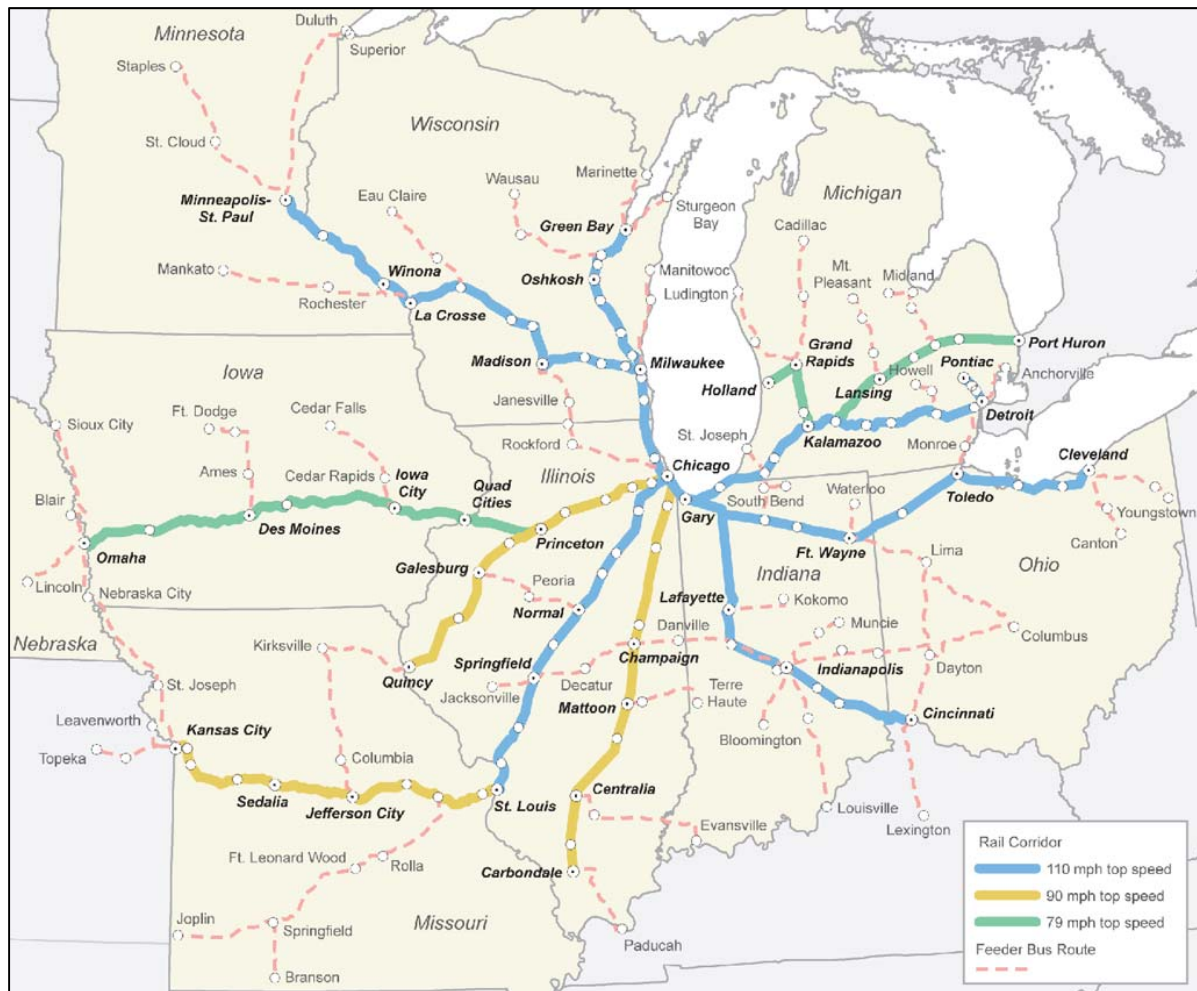 Duluth
Minnesota
Superior
Staples
Wisconsin
St. Cloud
Marinette
Wausau
Michigan
Eau Claire
Minneapolis-
St. Paul
Sturgeon
Bay
Green Bay
Cadillac
Mankato
Winona
Oshkosh
Manitowoc
Mt.
Pleasant
Midland
Ludington
Rochester
La Crosse
Madison
Milwaukee
Grand
Rapids
Port Huron
Pontiac
Iowa
Holland
Lansing
Howell
Anchorville
Janesville
Detroit
Sioux City
Ft. Dodge
Cedar Falls
Rockford
St. Joseph
Kalamazoo
Monroe
Cleveland
Ames
Cedar Rapids
Iowa
City
Quad
Cities
Illinois
Chicago
Blair
South Bend
Waterloo
Toledo
Gary
Youngstown
Des Moines
Princeton
Omaha
Ft. Wayne
Canton
Galesburg
Lima
Ohio
Lincoln
Nebraska City
Peoria
Indiana
Normal
Lafayette
Kokomo
Nebraska
Kirksville
Danville
Muncie
Columbus
Springfield
Champaign
Indianapolis
Dayton
St. Joseph
Quincy
Jacksonville
Decatur
Terre
Haute
Mattoon
Leavenworth
Kansas City
Cincinnati
Topeka
Columbia
Bloomington
Sedalia
Jefferson City
St. Louis
Centralia
Louisville
Lexington
Evansville
Ft. Leonard Wood
Rolla
Carbondale
Joplin
Springfield
Missouri
Paducah
Branson
Rail Corridor
110 mph top speed
90 mph top speed
79 mph top speed
Feeder Bus Route